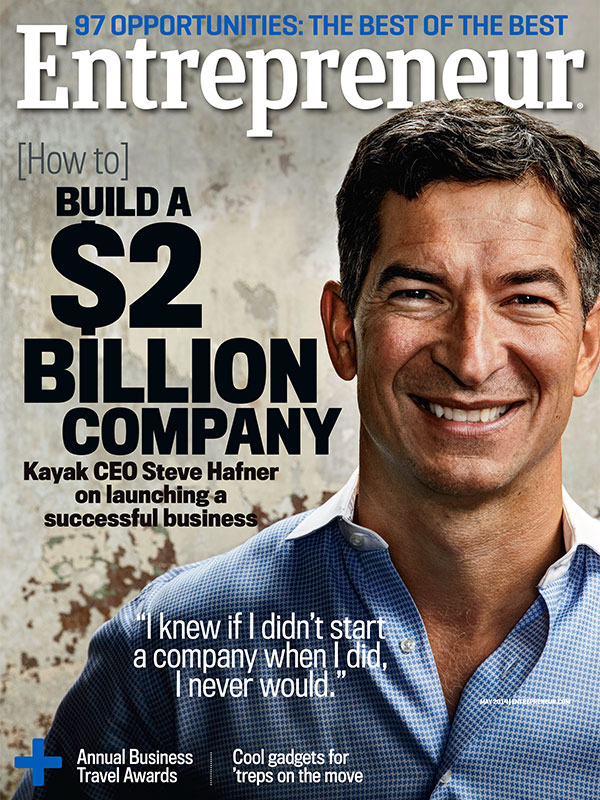 97 OPPORTUNITIES: THE BEST OF THE BEST
Entrepreneur®
[How to]
BUILD A
$2
BILLION
COMPANY
Kayak CEO Steve Hafner
on launching a
successful business
“I knew if I didn’t start
a company when I did,
I never would.”
MAY 2014 | ENTREPRENEUR.COM
+ Annual Business
Travel Awards
Cool gadgets for
’treps on the move